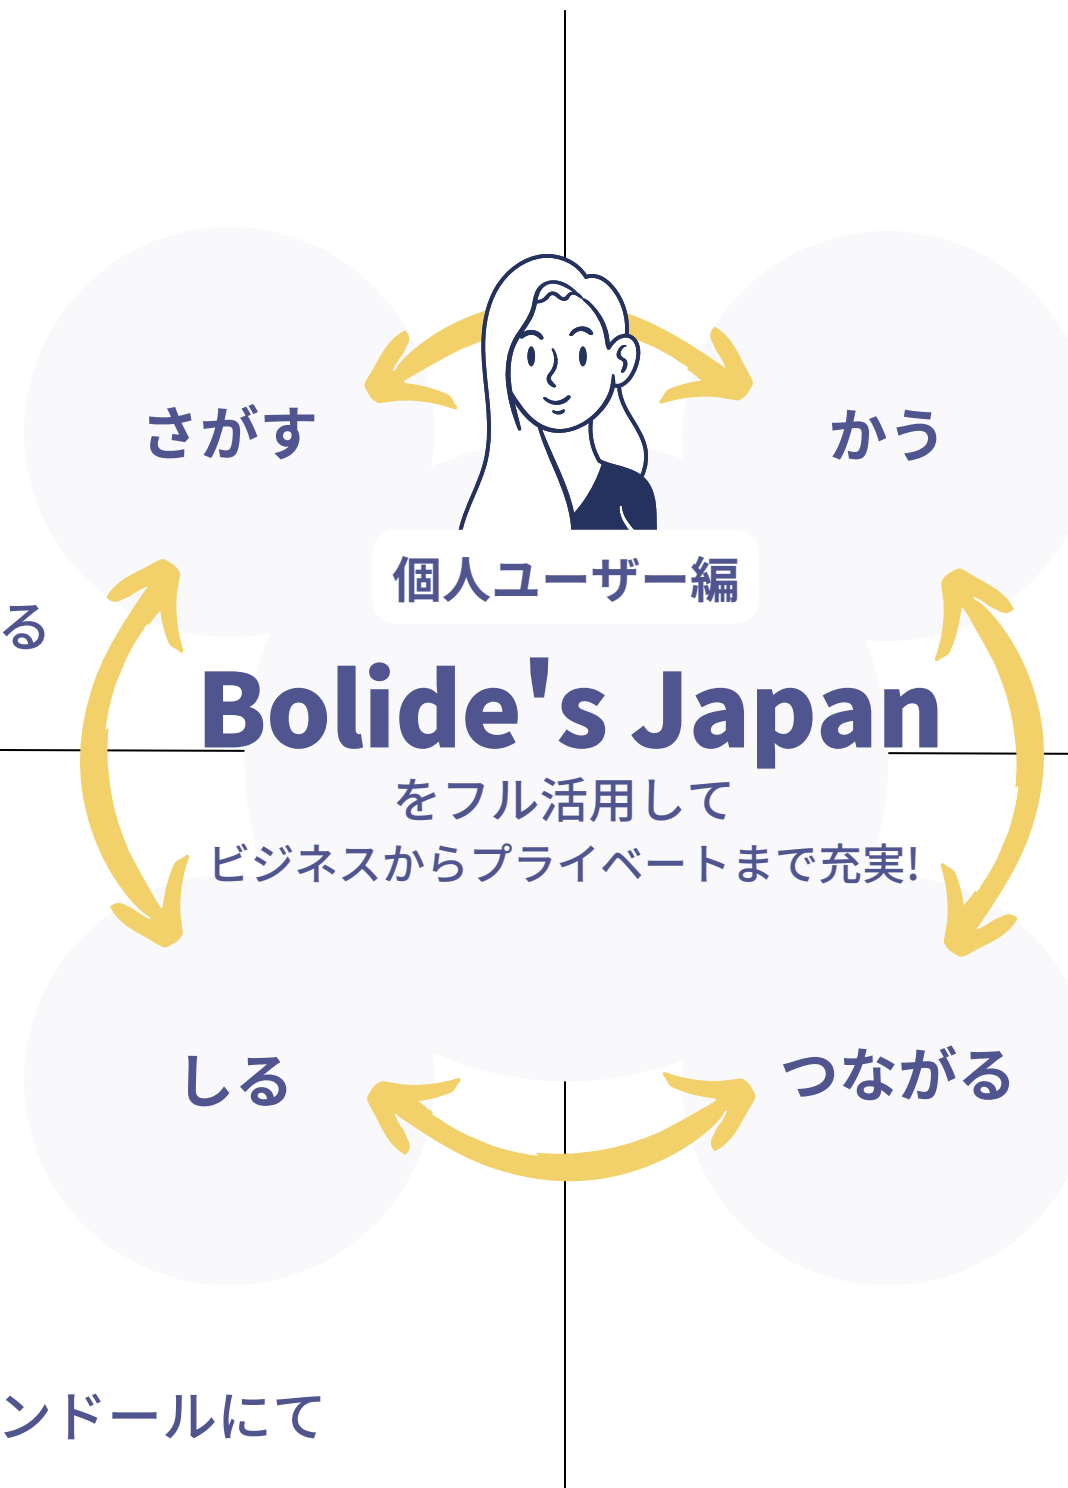 さがす
かう
個人ユーザー編
る
Bolide's Japan
をフル活用して
ビジネスからプライベートまで充実!
しる
つながる
ンドールにて